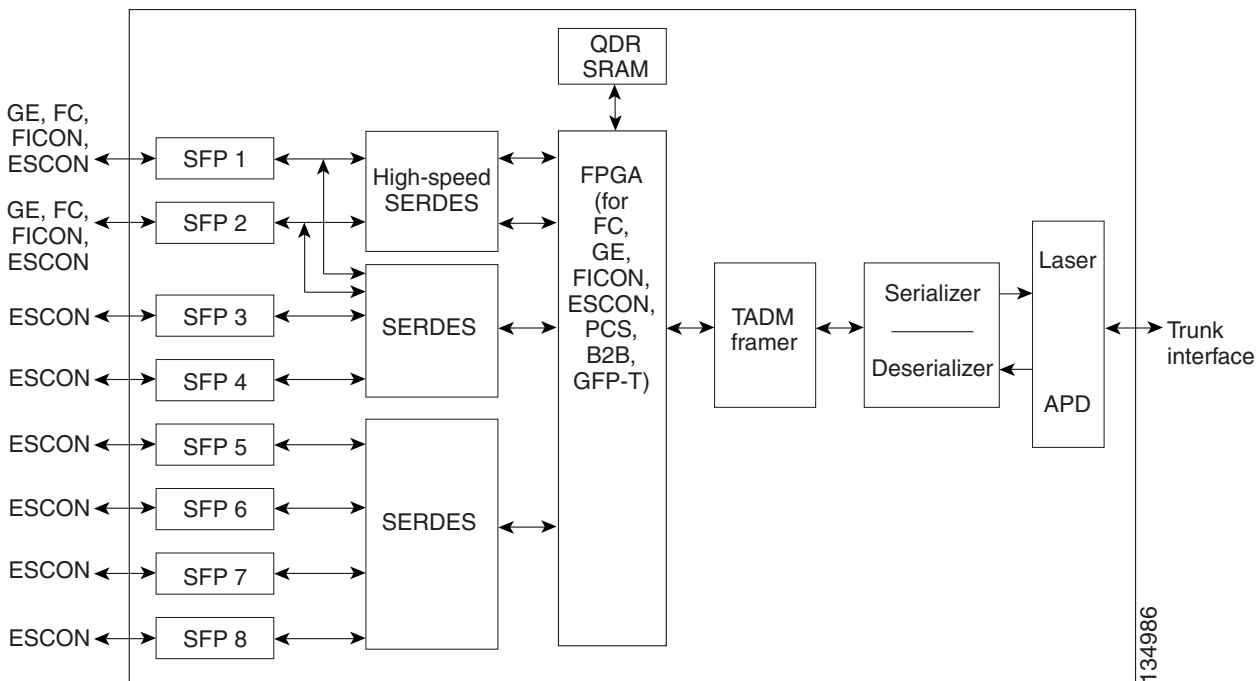 QDR
SRAM
GE, FC,
FICON,
ESCON
SFP 1
High-speed
SERDES
FPGA
(for
FC,
GE,
FICON,
ESCON,
PCS,
B2B,
GFP-T)
GE, FC,
FICON,
ESCON
SFP 2
ESCON
SFP 3
SERDES
ESCON
SFP 4
TADM
framer
Serializer
Deserializer
Laser
APD
Trunk
interface
ESCON
SFP 5
ESCON
SFP 6
SERDES
ESCON
SFP 7
ESCON
SFP 8
134986